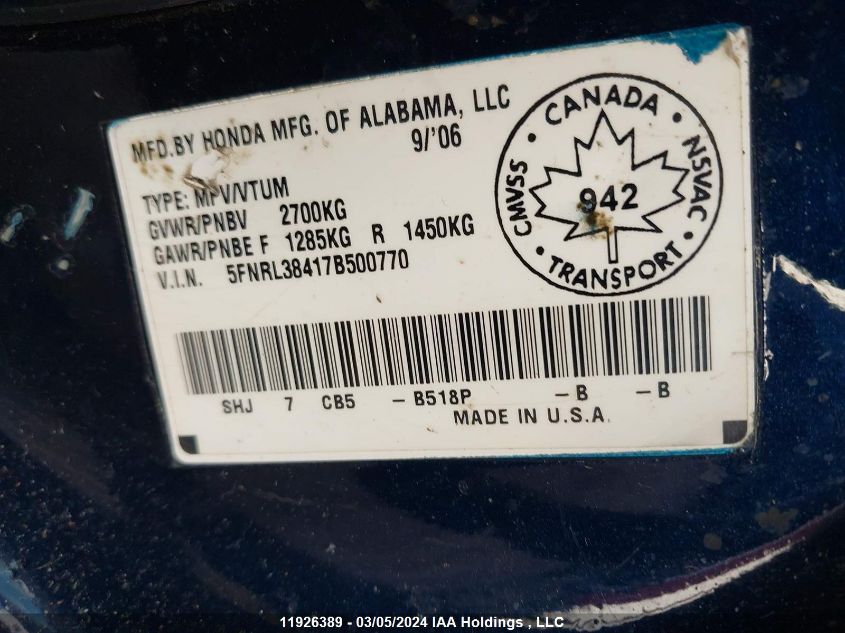 MFD.BY HONDA MFG. OF ALABAMA, LLC
9/'06
TYPE: MPV/VTUM
GVWR/PNBV 2700KG
GAWR/PNBE F 1285KG R 1450KG
V.I.N. 5FNRL38417B500770
CANADA
CMVSS · 942 · NSVAC
TRANSPORT
SHJ 7 CB5 - B518P - B - B
MADE IN U.S.A.
11926389 - 03/05/2024 IAA Holdings , LLC